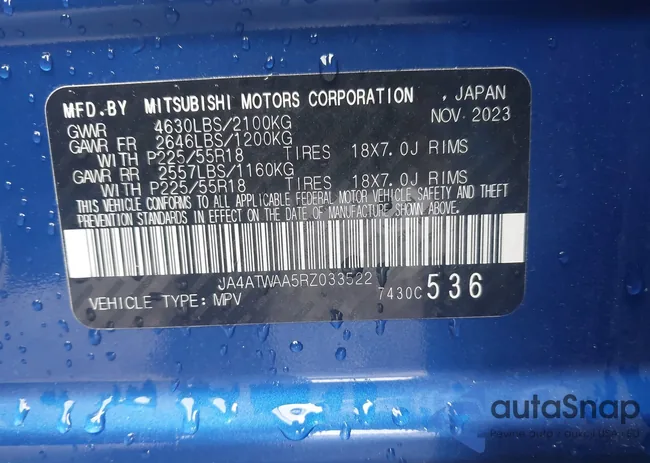 MFD.BY MITSUBISHI MOTORS CORPORATION , JAPAN
GVWR 4630LBS/2100KG NOV. 2023
GAWR FR 2646LBS/1200KG
WITH P225/55R18 TIRES 18X7.0J RIMS
GAWR RR 2557LBS/1160KG
WITH P225/55R18 TIRES 18X7.0J RIMS
THIS VEHICLE CONFORMS TO ALL APPLICABLE FEDERAL MOTOR VEHICLE SAFETY AND THEFT
PREVENTION STANDARDS IN EFFECT ON THE DATE OF MANUFACTURE SHOWN ABOVE.
JA4ATWAA5RZ033522
VEHICLE TYPE: MPV 7430C 536
autoSnap